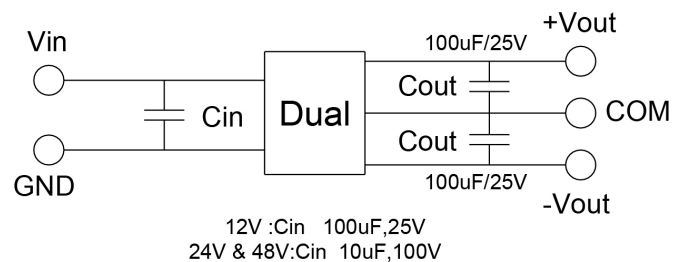 Vin
GND
Cin
Dual
100uF/25V
Cout
Cout
100uF/25V
+Vout
COM
-Vout
12V :Cin 100uF,25V
24V & 48V:Cin 10uF,100V